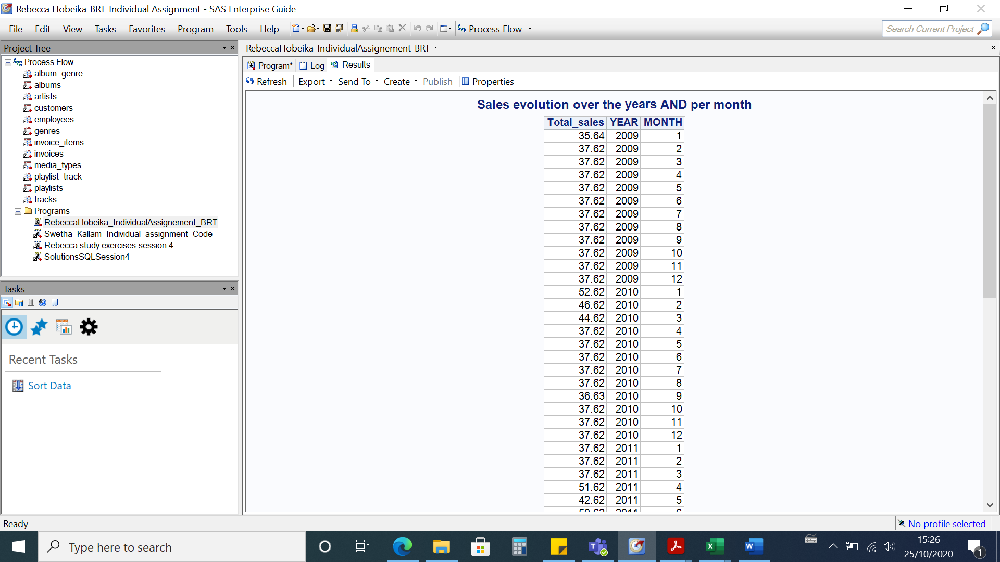 Rebecca Hobeika_BRT_Individual Assignment - SAS Enterprise Guide
File Edit View Tasks Favorites Program Tools Help Process Flow Search Current Project
Project Tree
Process Flow
album_genre
albums
artists
customers
employees
genres
invoice_items
invoices
media_types
playlist_track
playlists
tracks
Programs
RebeccaHobeika_IndividualAssignement_BRT
Swetha_Kallam_Individual_assignment_Code
Rebecca study exercises-session 4
SolutionsSQLSession4
Tasks
Recent Tasks
Sort Data
RebeccaHobeika_IndividualAssignement_BRT
Program* Log Results
Refresh Export Send To Create Publish Properties
Sales evolution over the years AND per month
Total_sales YEAR MONTH
35.64 2009 1
37.62 2009 2
37.62 2009 3
37.62 2009 4
37.62 2009 5
37.62 2009 6
37.62 2009 7
37.62 2009 8
37.62 2009 9
37.62 2009 10
37.62 2009 11
37.62 2009 12
52.62 2010 1
46.62 2010 2
44.62 2010 3
37.62 2010 4
37.62 2010 5
37.62 2010 6
37.62 2010 7
37.62 2010 8
36.63 2010 9
37.62 2010 10
37.62 2010 11
37.62 2010 12
37.62 2011 1
37.62 2011 2
37.62 2011 3
51.62 2011 4
42.62 2011 5
Ready
No profile selected
Type here to search
15:26
25/10/2020
1